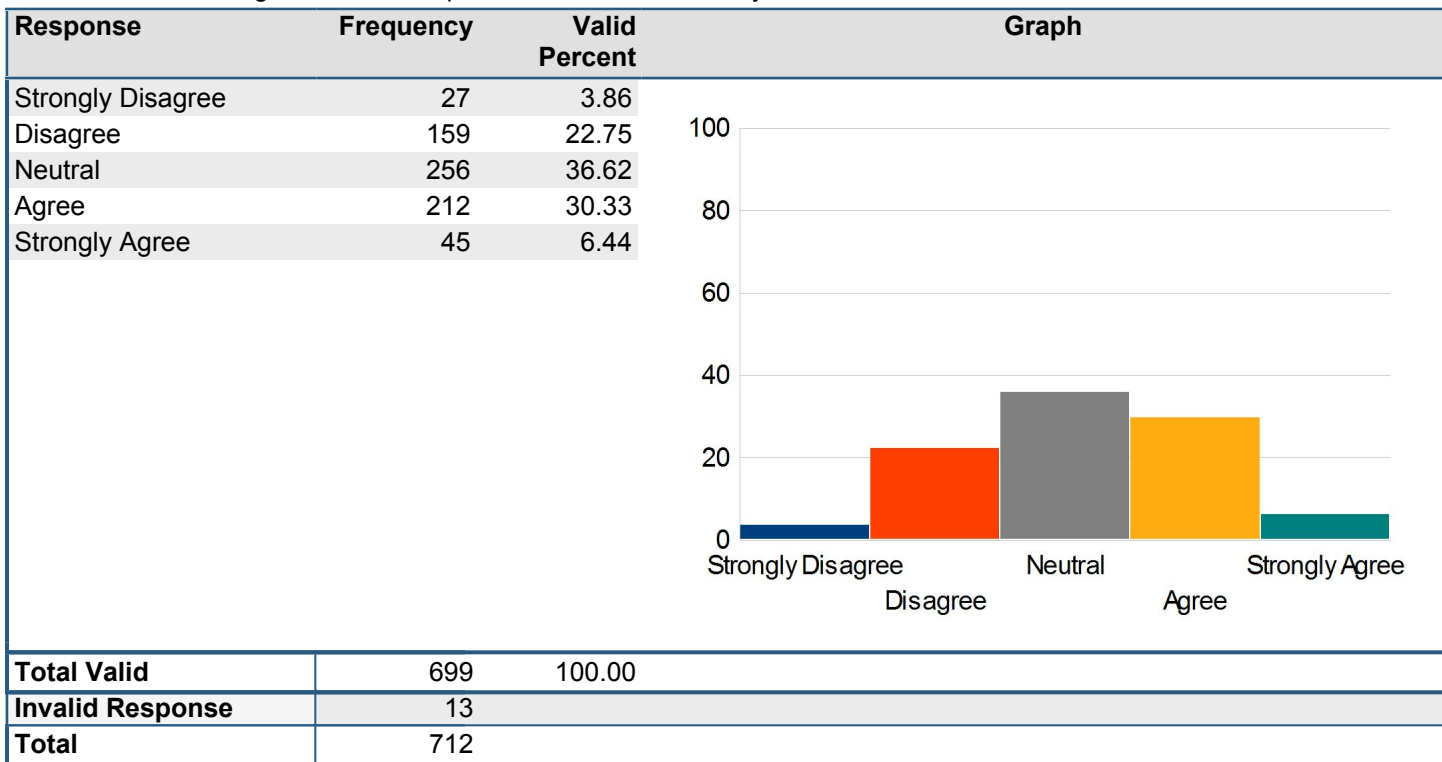 Response Frequency Valid Percent Graph
Strongly Disagree 27 3.86
Disagree 159 22.75
Neutral 256 36.62
Agree 212 30.33
Strongly Agree 45 6.44
100
80
60
40
20
0
Strongly Disagree Neutral Strongly Agree
Disagree Agree
Total Valid 699 100.00
Invalid Response 13
Total 712